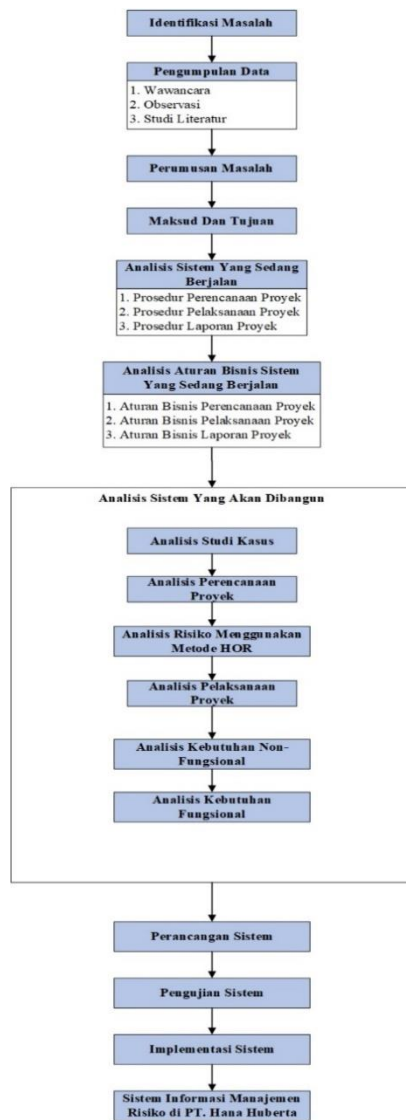 Identifikasi Masalah
Pengumpulan Data
1. Wawancara
2. Observasi
3. Studi Literatur
Perumusan Masalah
Maksud Dan Tujuan
Analisis Sistem Yang Sedang
Berjalan
1. Prosedur Perencanaan Proyek
2. Prosedur Pelaksanaan Proyek
3. Prosedur Laporan Proyek
Analisis Aturan Bisnis Sistem
Yang Sedang Berjalan
1. Aturan Bisnis Perencanaan Proyek
2. Aturan Bisnis Pelaksanaan Proyek
3. Aturan Bisnis Laporan Proyek
Analisis Sistem Yang Akan Dibangun
Analisis Studi Kasus
Analisis Perencanaan
Proyek
Analisis Risiko Menggunakan
Metode HOR
Analisis Pelaksanaan
Proyek
Analisis Kebutuhan Non-
Fungsional
Analisis Kebutuhan
Fungsional
Perancangan Sistem
Pengujian Sistem
Implementasi Sistem
Sistem Informasi Manajemen
Risiko di PT. Hana Huberta